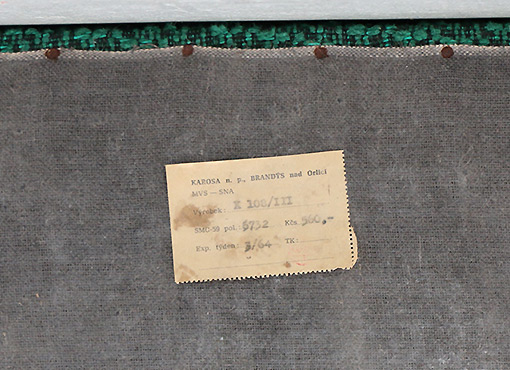 KAROSA n. p., BRANDÝS nad Orlicí
MVS — SNA
Výrobek: K 108/III
SMC-50 pol. 5732 Kčs 560,-
Exp. týden: 3/64 TK: